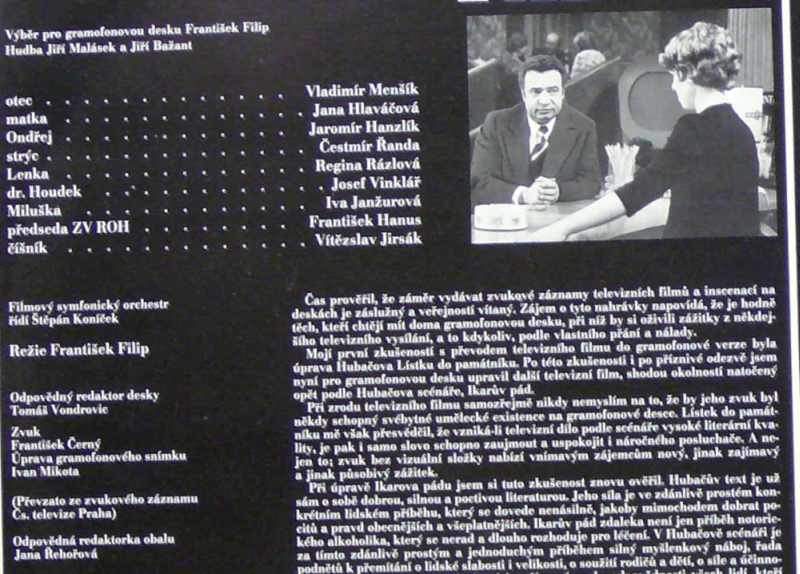 Výběr pro gramofonovou desku František Filip
Hudba Jiří Malásek a Jiří Bažant
otec . . . . . . . . . . . . . . Vladimír Menšík
matka . . . . . . . . . . . . . . Jana Hlaváčová
Ondřej . . . . . . . . . . . . . . Jaromír Hanzlík
strýc . . . . . . . . . . . . . . Čestmír Řanda
Lenka . . . . . . . . . . . . . . Regina Rázlová
dr. Houdek . . . . . . . . . . . . Josef Vinklář
Miluška . . . . . . . . . . . . . Iva Janžurová
předseda ZV ROH . . . . . . . . . František Hanus
číšník . . . . . . . . . . . . . . Vítězslav Jirsák
Filmový symfonický orchestr
řídí Štěpán Koníček
Režie František Filip
Odpovědný redaktor desky
Tomáš Vondrovic
Zvuk
František Černý
Úprava gramofonového snímku
Ivan Mikota
(Převzato ze zvukového záznamu
Čs. televize Praha)
Odpovědná redaktorka obalu
Jana Řehořová
Čas prověřil, že záměr vydávat zvukové záznamy televizních filmů a inscenací na
deskách je záslužný a veřejností vítaný. Zájem o tyto nahrávky napovídá, že je hodně
těch, kteří chtějí mít doma gramofonovou desku, při níž by si oživili zážitky z někdej-
šího televizního vysílání, a to kdykoliv, podle vlastního přání a nálady.
Mojí první zkušeností s převodem televizního filmu do gramofonové verze byla
úprava Hubačova Lístku do památníku. Po této zkušenosti i po příznivé odezvě jsem
nyní pro gramofonovou desku upravil další televizní film, shodou okolností natočený
opět podle Hubačova scénáře, Ikarův pád.
Při zrodu televizního filmu samozřejmě nikdy nemyslím na to, že by jeho zvuk byl
někdy schopný svébytné umělecké existence na gramofonové desce. Lístek do památ-
níku mě však přesvědčil, že vzniká-li televizní dílo podle scénáře vysoké literární kva-
lity, je pak i samo slovo schopno zaujmout a uspokojit i náročného posluchače. A ne-
jen to; zvuk bez vizuální složky nabízí vnímavým zájemcům nový, jinak zajímavý
a jinak působivý zážitek.
Při úpravě Ikarova pádu jsem si tuto zkušenost znovu ověřil. Hubačův text je už
sám o sobě dobrou, silnou a poctivou literaturou. Jeho síla je ve zdánlivě prostém kon-
krétním lidském příběhu, který se dovede nenásilně, jakoby mimochodem dobrat po-
citů a pravd obecnějších a všeplatnějších. Ikarův pád zdaleka není jen příběh notoric-
kého alkoholika, který se nerad a dlouho rozhoduje pro léčení. V Hubačově scénáři je
za tímto zdánlivě prostým a jednoduchým příběhem silný myšlenkový náboj, řada
podnětů k přemítání o lidské slabosti i velikosti, o soužití rodičů a dětí, o síle a účinno-